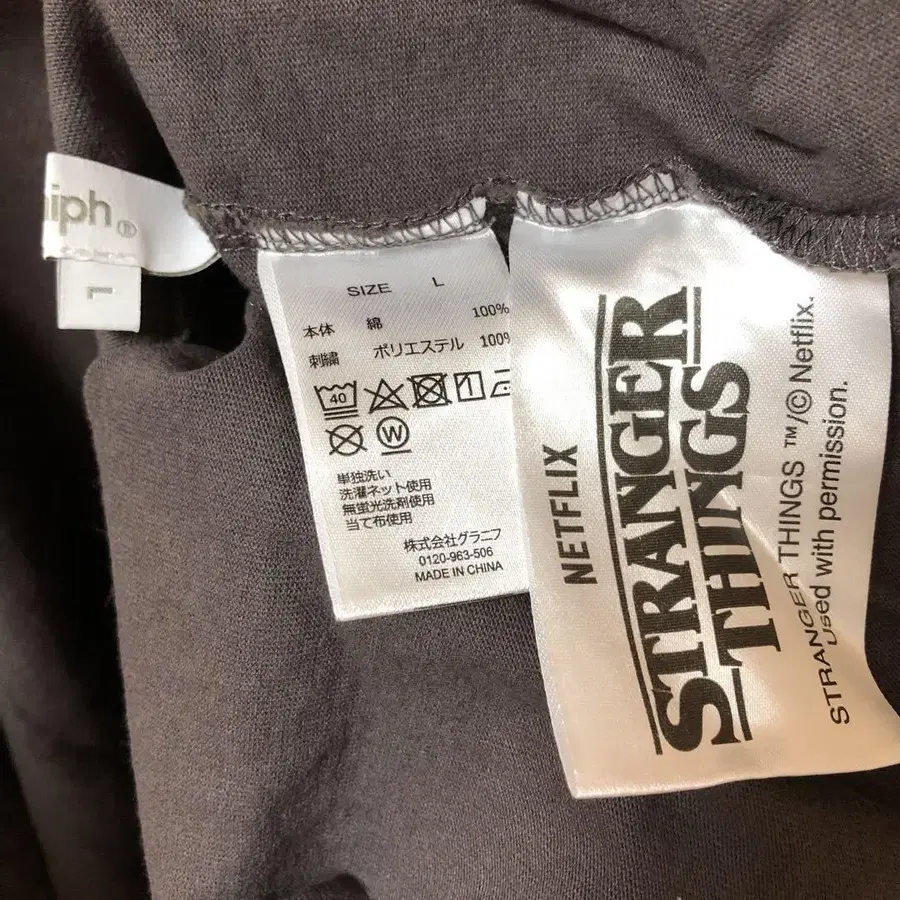 iph®
L
SIZE L
本体 綿 100%
刺繍 ポリエステル 100%
40
W
単独洗い
洗濯ネット使用
無蛍光洗剤使用
当て布使用
株式会社グラニフ
0120-963-506
MADE IN CHINA
NETFLIX
STRANGER
THINGS
STRANGER THINGS ™/© Netflix.
Used with permission.